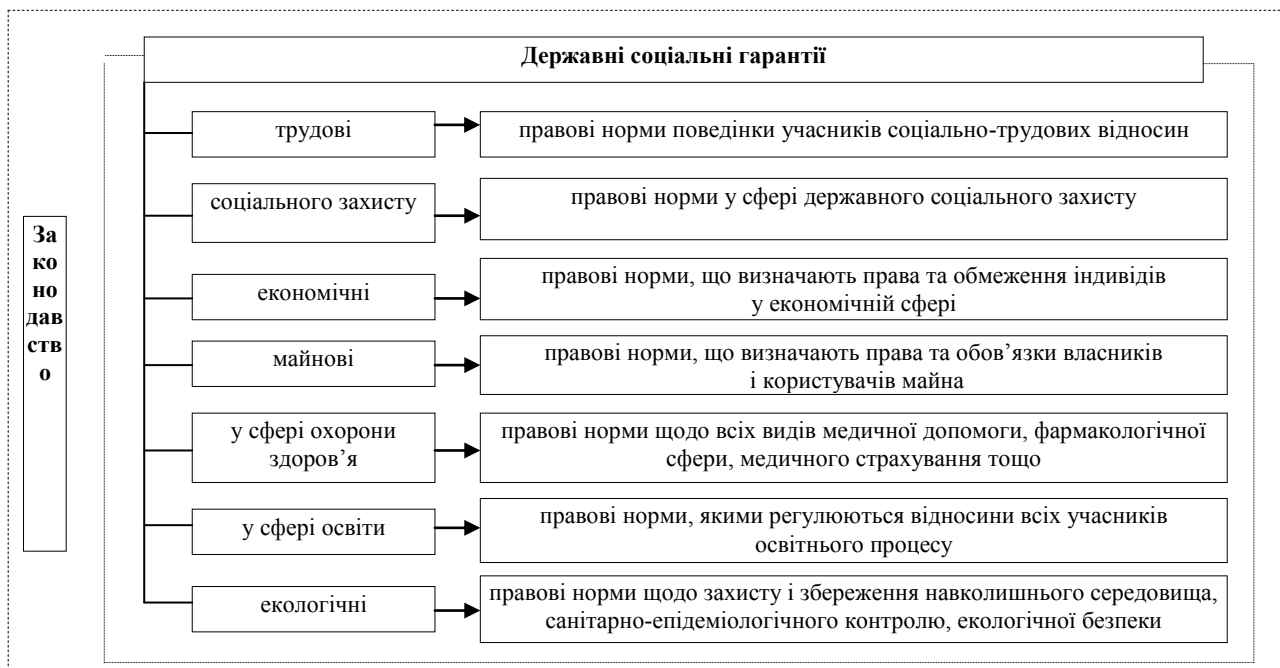 Державні соціальні гарантії
трудові
правові норми поведінки учасників соціально-трудових відносин
соціального захисту
правові норми у сфері державного соціального захисту
За
ко
но
дав
ств
о
економічні
правові норми, що визначають права та обмеження індивідів
у економічній сфері
майнові
правові норми, що визначають права та обов’язки власників
і користувачів майна
у сфері охорони
здоров’я
правові норми щодо всіх видів медичної допомоги, фармакологічної
сфери, медичного страхування тощо
у сфері освіти
правові норми, якими регулюються відносини всіх учасників
освітнього процесу
екологічні
правові норми щодо захисту і збереження навколишнього середовища,
санітарно-епідеміологічного контролю, екологічної безпеки